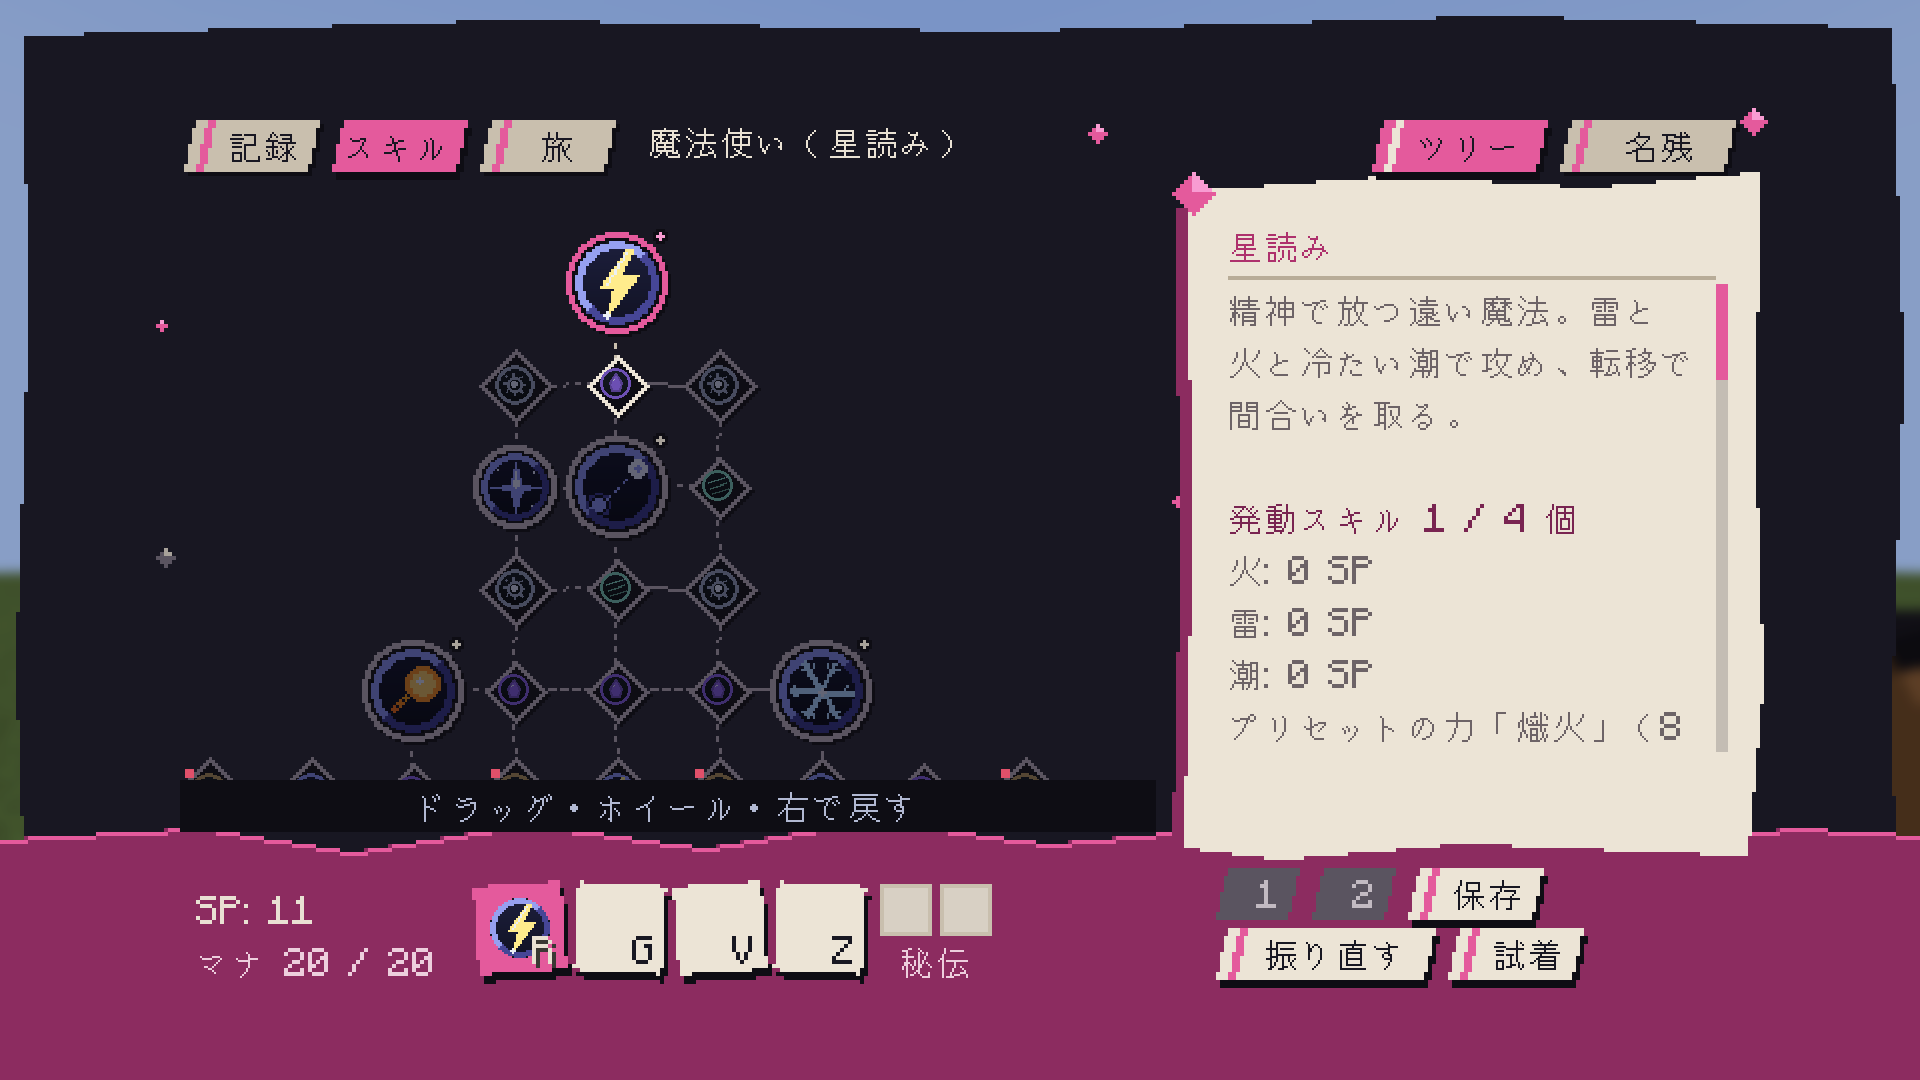 記録
スキル
旅
魔法使い（星読み）
ツリー
名残
星読み
精神で放つ遠い魔法。雷と
火と冷たい潮で攻め、転移で
間合いを取る。
発動スキル 1 / 4 個
火: 0 SP
雷: 0 SP
潮: 0 SP
プリセットの力「熾火」（8
ドラッグ・ホイール・右で戻す
SP: 11
マナ 20 / 20
R
G
V
Z
秘伝
1
2
保存
振り直す
試着